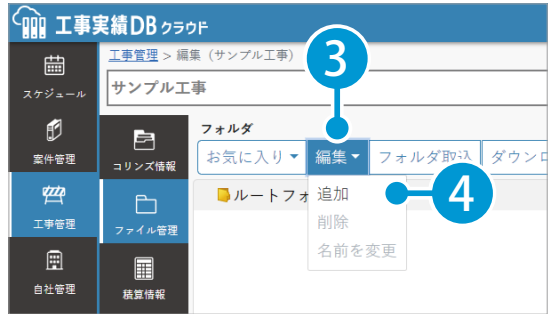 工事実績DBクラウド
工事管理 > 編集 (サンプル工事)
サンプル工事
スケジュール
案件管理
工事管理
自社管理
コリンズ情報
ファイル管理
積算情報
フォルダ
お気に入り 編集 フォルダ取込 ダウンロ
ルートフォ
追加
削除
名前を変更
3
4